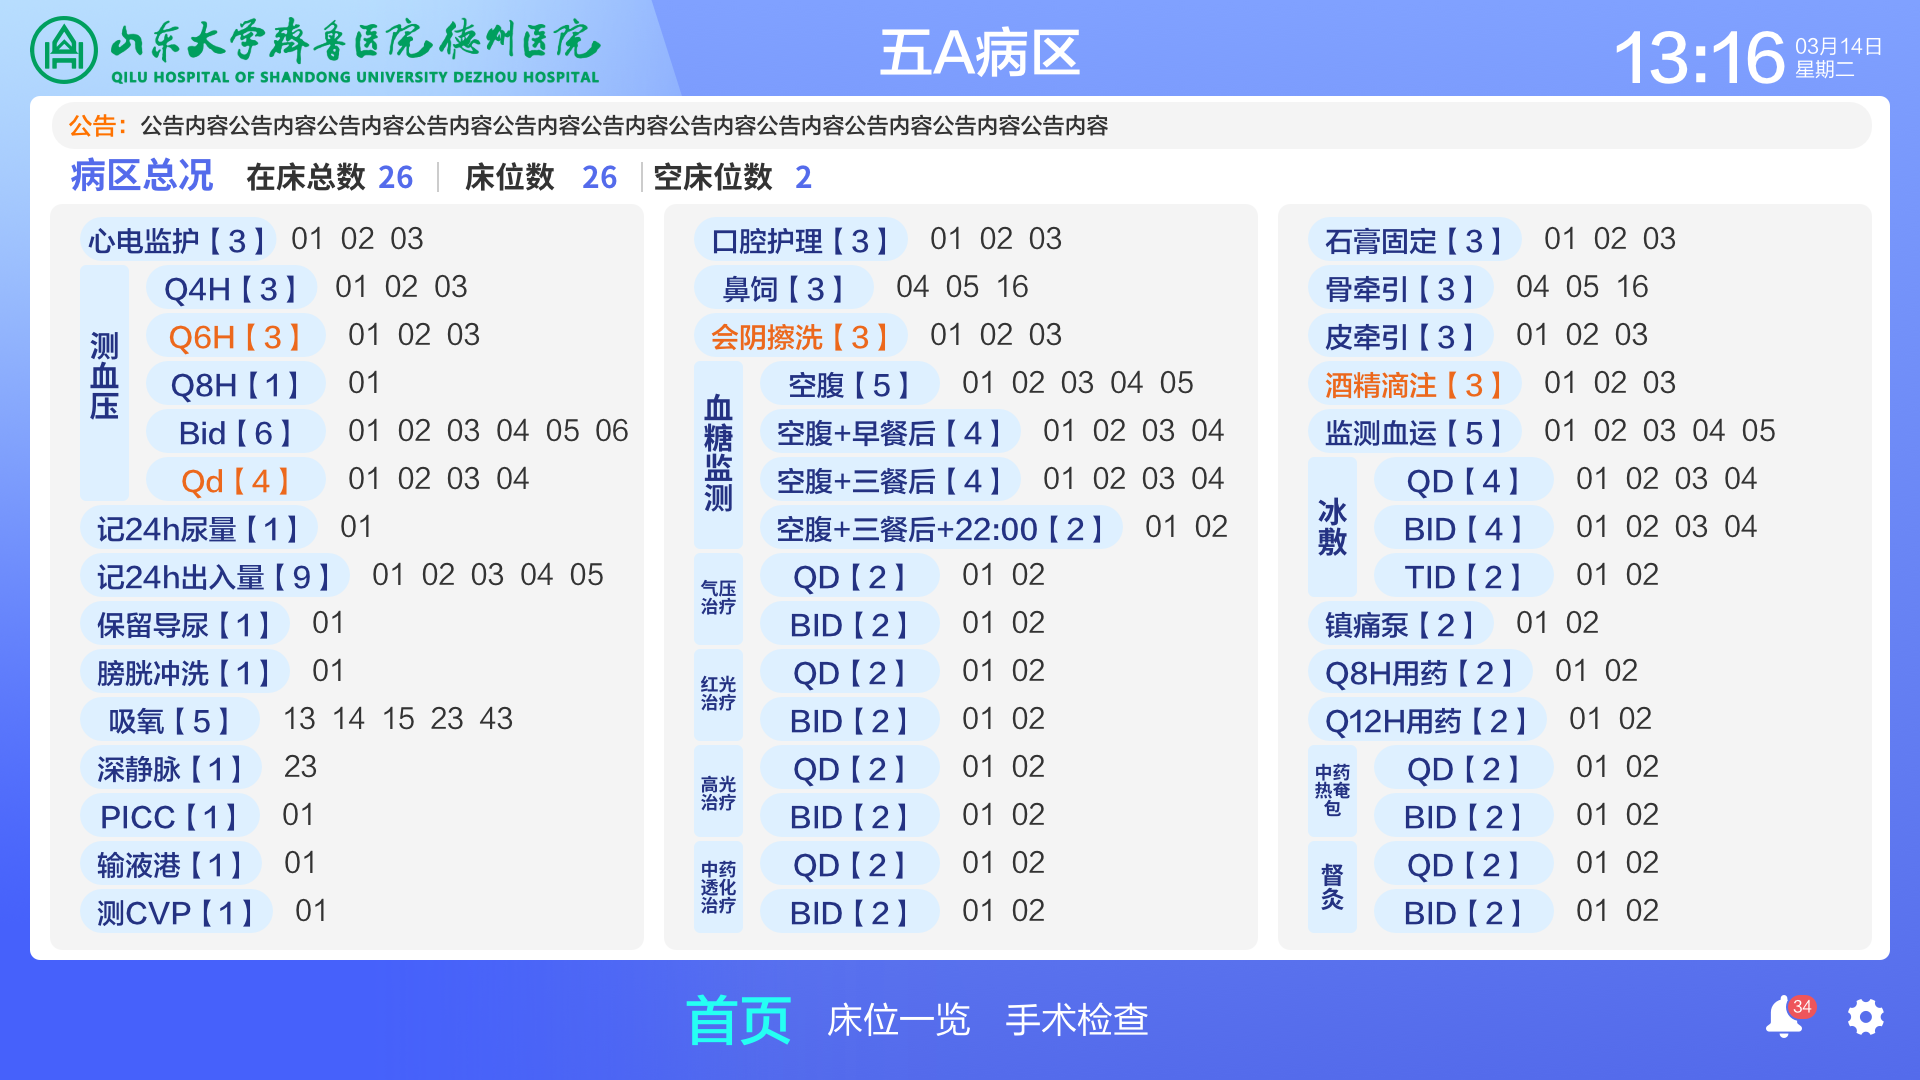 山东大学齐鲁医院德州医院
QILU HOSPITAL OF SHANDONG UNIVERSITY DEZHOU HOSPITAL
五A病区
13:16
03月14日
星期二
公告： 公告内容公告内容公告内容公告内容公告内容公告内容公告内容公告内容公告内容公告内容公告内容
病区总况 在床总数 26 床位数 26 空床位数 2
心电监护【3】 01 02 03
测血压
Q4H【3】 01 02 03
Q6H【3】 01 02 03
Q8H【1】 01
Bid【6】 01 02 03 04 05 06
Qd【4】 01 02 03 04
记24h尿量【1】 01
记24h出入量【9】 01 02 03 04 05
保留导尿【1】 01
膀胱冲洗【1】 01
吸氧【5】 13 14 15 23 43
深静脉【1】 23
PICC【1】 01
输液港【1】 01
测CVP【1】 01
口腔护理【3】 01 02 03
鼻饲【3】 04 05 16
会阴擦洗【3】 01 02 03
血糖监测
空腹【5】 01 02 03 04 05
空腹+早餐后【4】 01 02 03 04
空腹+三餐后【4】 01 02 03 04
空腹+三餐后+22:00【2】 01 02
气压
治疗
QD【2】 01 02
BID【2】 01 02
红光
治疗
QD【2】 01 02
BID【2】 01 02
高光
治疗
QD【2】 01 02
BID【2】 01 02
中药
透化
治疗
QD【2】 01 02
BID【2】 01 02
石膏固定【3】 01 02 03
骨牵引【3】 04 05 16
皮牵引【3】 01 02 03
酒精滴注【3】 01 02 03
监测血运【5】 01 02 03 04 05
冰敷
QD【4】 01 02 03 04
BID【4】 01 02 03 04
TID【2】 01 02
镇痛泵【2】 01 02
Q8H用药【2】 01 02
Q12H用药【2】 01 02
中药
热奄
包
QD【2】 01 02
BID【2】 01 02
督灸
QD【2】 01 02
BID【2】 01 02
首页 床位一览 手术检查
34